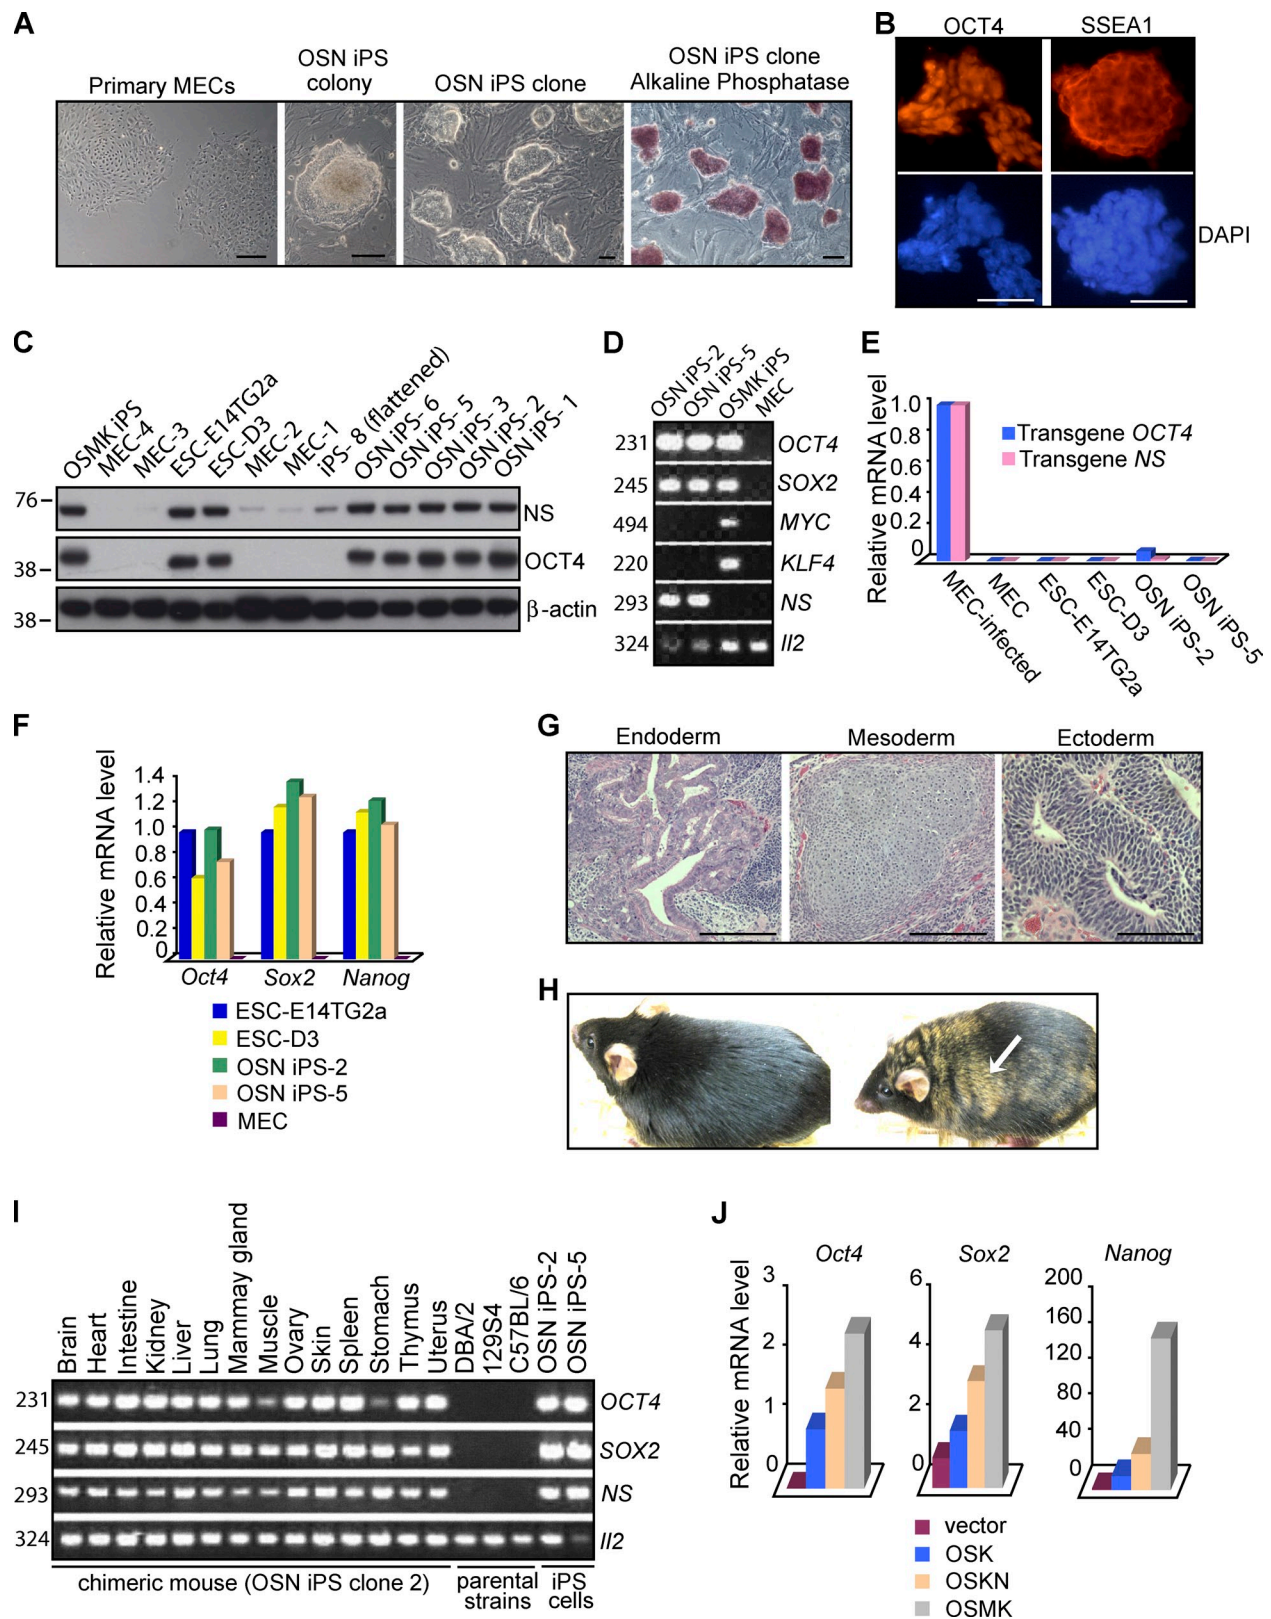 A
Primary MECs
OSN iPS
colony
OSN iPS clone
OSN iPS clone
Alkaline Phosphatase
B
OCT4
SSEA1
DAPI
C
OSMK iPS
MEC-4
MEC-3
ESC-E14TG2a
ESC-D3
MEC-2
MEC-1
iPS-8 (flattened)
OSN iPS-6
OSN iPS-5
OSN iPS-3
OSN iPS-2
OSN iPS-1
76
NS
38
OCT4
38
β-actin
D
OSN iPS-2
OSN iPS-5
OSMK iPS
MEC
231 OCT4
245 SOX2
494 MYC
220 KLF4
293 NS
324 Il2
E
Relative mRNA level
1.0
0.8
0.6
0.4
0.2
0
Transgene OCT4
Transgene NS
MEC-infected
MEC
ESC-E14TG2a
ESC-D3
OSN iPS-2
OSN iPS-5
F
Relative mRNA level
1.4
1.2
1.0
0.8
0.6
0.4
0.2
0
Oct4 Sox2 Nanog
ESC-E14TG2a
ESC-D3
OSN iPS-2
OSN iPS-5
MEC
G
Endoderm
Mesoderm
Ectoderm
H
I
Brain
Heart
Intestine
Kidney
Liver
Lung
Mammay gland
Muscle
Ovary
Skin
Spleen
Stomach
Thymus
Uterus
DBA/2
129S4
C57BL/6
OSN iPS-2
OSN iPS-5
231 OCT4
245 SOX2
293 NS
324 Il2
chimeric mouse (OSN iPS clone 2)
parental
strains
iPS
cells
J
Relative mRNA level
Oct4
3
2
1
0
Sox2
6
4
2
0
Nanog
200
160
120
80
40
0
vector
OSK
OSKN
OSMK